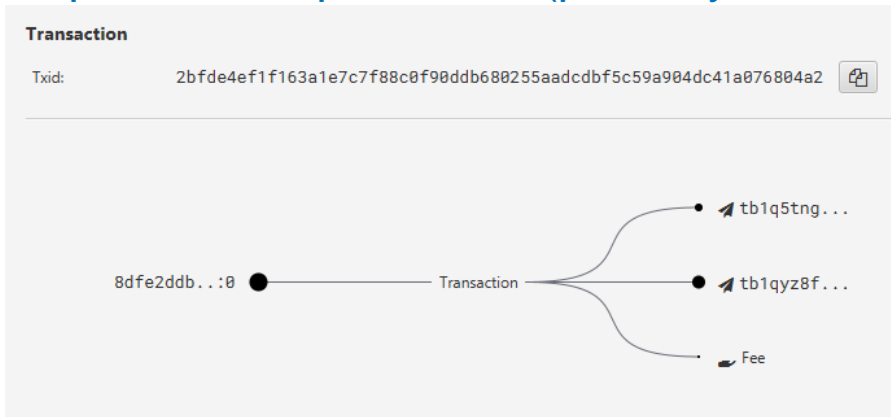 Transaction
Txid: 2bfde4ef1f163a1e7c7f88c0f90ddb680255aadcdbf5c59a904dc41a076804a2
tb1q5tng...
8dfe2ddb..:0 Transaction tb1qyz8f...
Fee